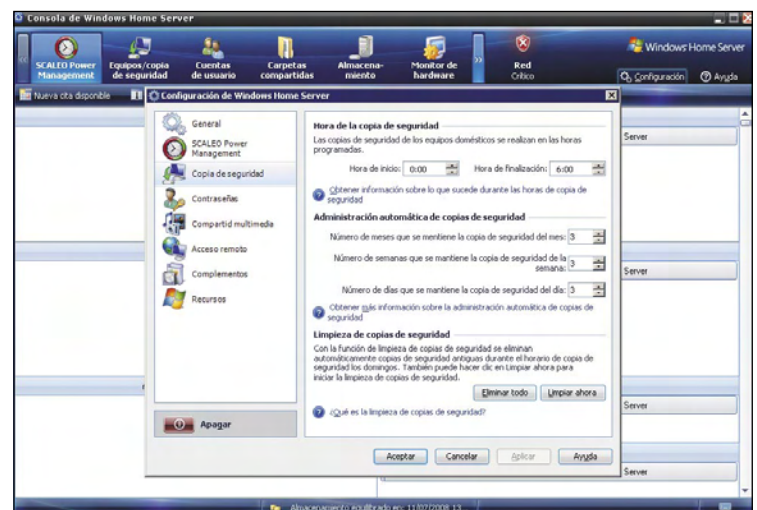 Consola de Windows Home Server
SCALEO Power
Management
Equipos/copia
de seguridad
Cuentas
de usuario
Carpetas
compartidas
Almacena-
miento
Monitor de
hardware
Red
Crítico
Windows Home Server
Configuración
Ayuda
Nueva cita disponible
Configuración de Windows Home Server
General
SCALEO Power
Management
Copia de seguridad
Contraseñas
Compartid multimedia
Acceso remoto
Complementos
Recursos
Apagar
Hora de la copia de seguridad
Las copias de seguridad de los equipos domésticos se realizan en las horas
programadas.
Hora de inicio: 0:00 Hora de finalización: 6:00
Obtener información sobre lo que sucede durante las horas de copia de
seguridad
Administración automática de copias de seguridad
Número de meses que se mentiene la copia de seguridad del mes: 3
Número de semanas que se mantiene la copia de seguridad de la
semana: 3
Número de días que se mantiene la copia de seguridad del día: 3
Obtener más información sobre la administración automática de copias de
seguridad
Limpieza de copias de seguridad
Con la función de limpieza de copias de seguridad se eliminan
automáticamente copias de seguridad antiguas durante el horario de copia de
seguridad los domingos. También puede hacer clic en Limpiar ahora para
iniciar la limpieza de copias de seguridad.
Eliminar todo Limpiar ahora
¿Qué es la limpieza de copias de seguridad?
Aceptar Cancelar Aplicar Ayuda
Server
Server
Server
Server
Almacenamiento equilibrado en: 11/07/2008 13